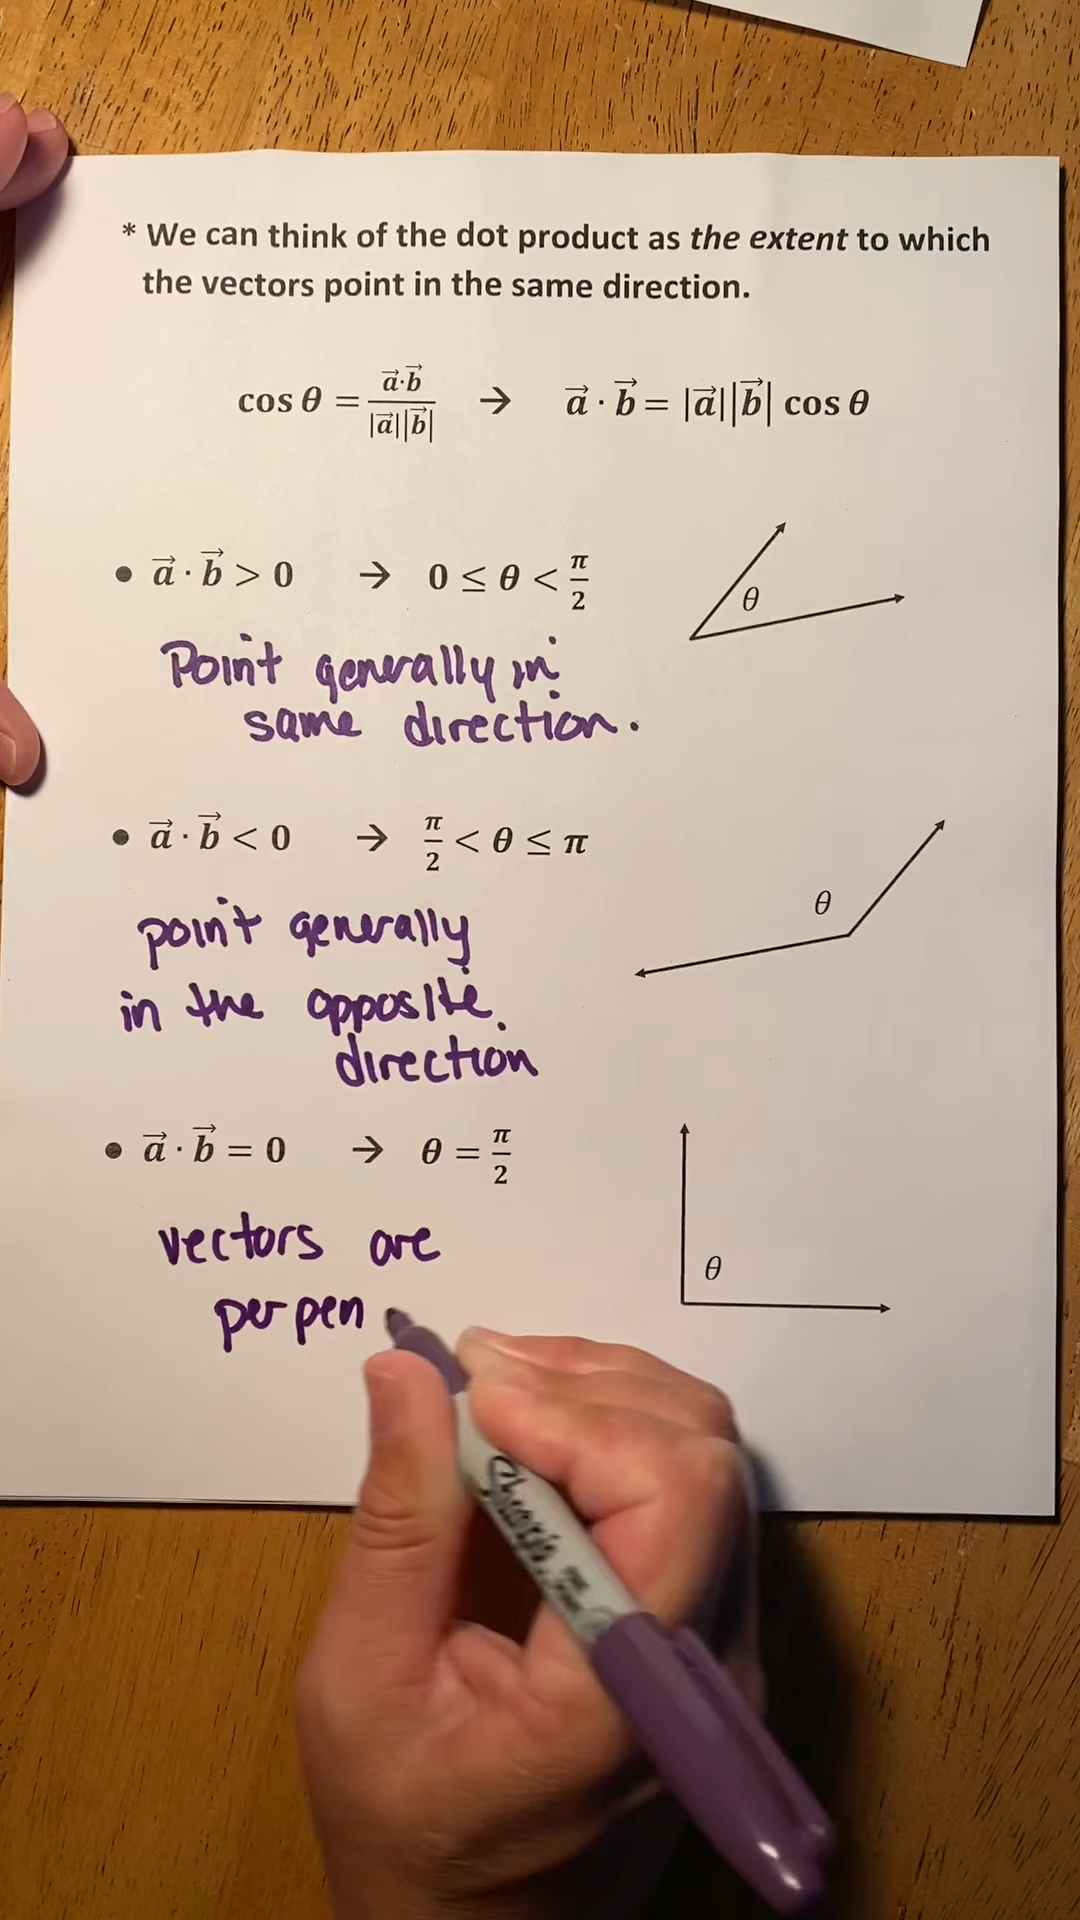 * We can think of the dot product as the extent to which
the vectors point in the same direction.
cos θ = a⃗·b⃗ / |a⃗||b⃗| → a⃗ · b⃗ = |a⃗||b⃗| cos θ
• a⃗ · b⃗ > 0 → 0 ≤ θ < π/2
θ
Point generally in
same direction.
• a⃗ · b⃗ < 0 → π/2 < θ ≤ π
θ
point generally
in the opposite
direction
• a⃗ · b⃗ = 0 → θ = π/2
vectors are
θ
perpen
Sharpie